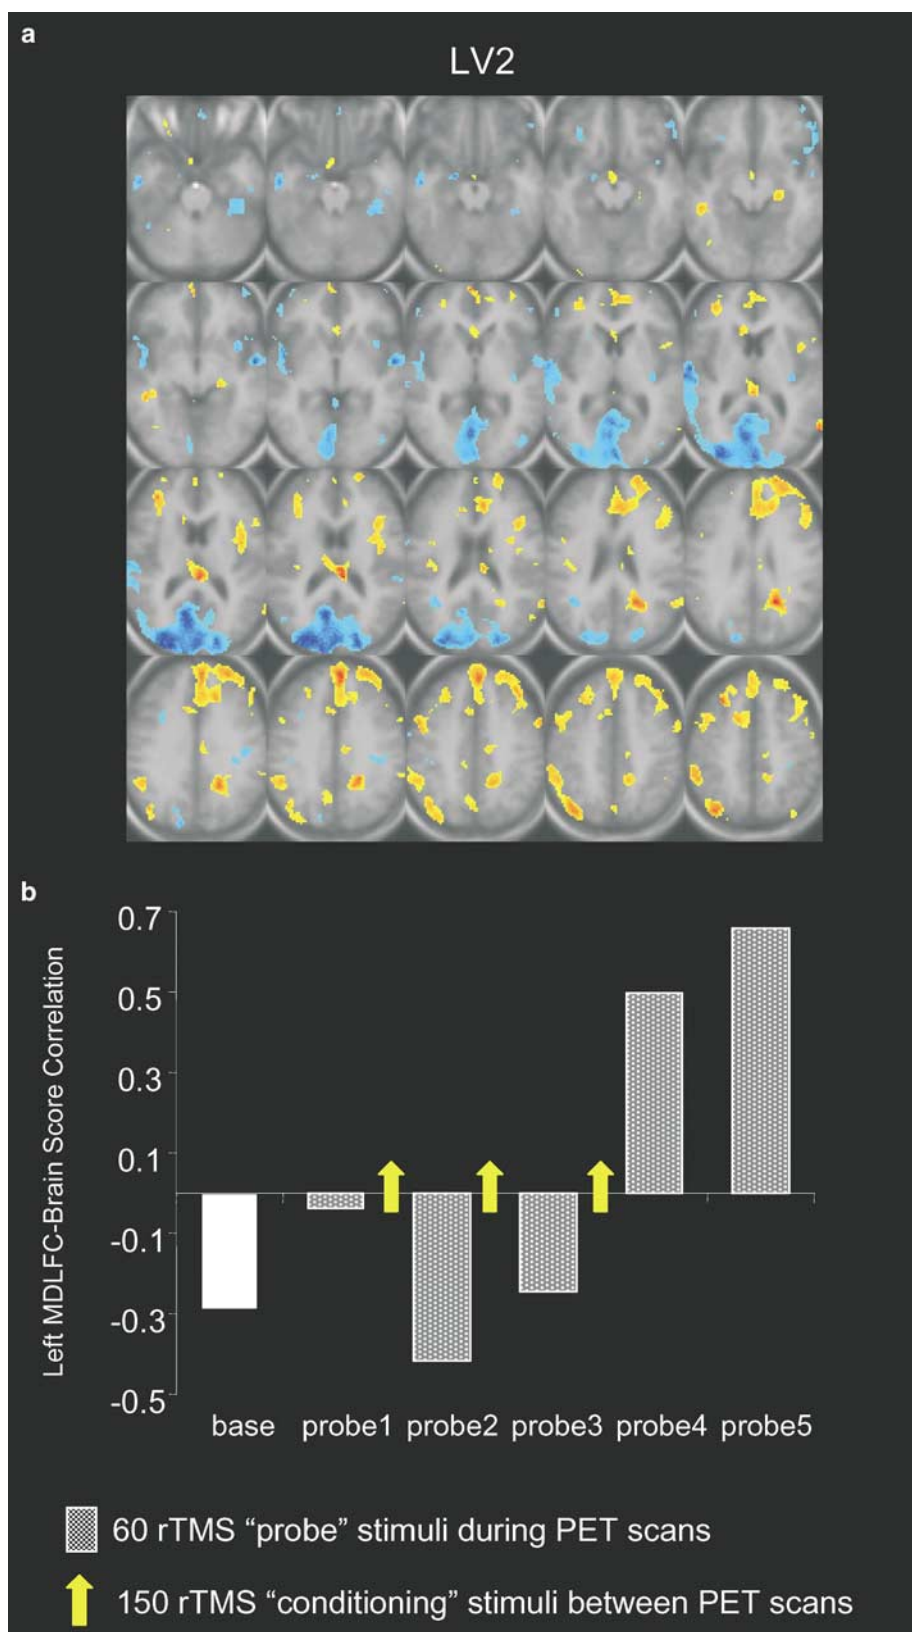 a
LV2
b
Left MDLFC-Brain Score Correlation
0.7
0.5
0.3
0.1
-0.1
-0.3
-0.5
base probe1 probe2 probe3 probe4 probe5
60 rTMS “probe” stimuli during PET scans
150 rTMS “conditioning” stimuli between PET scans